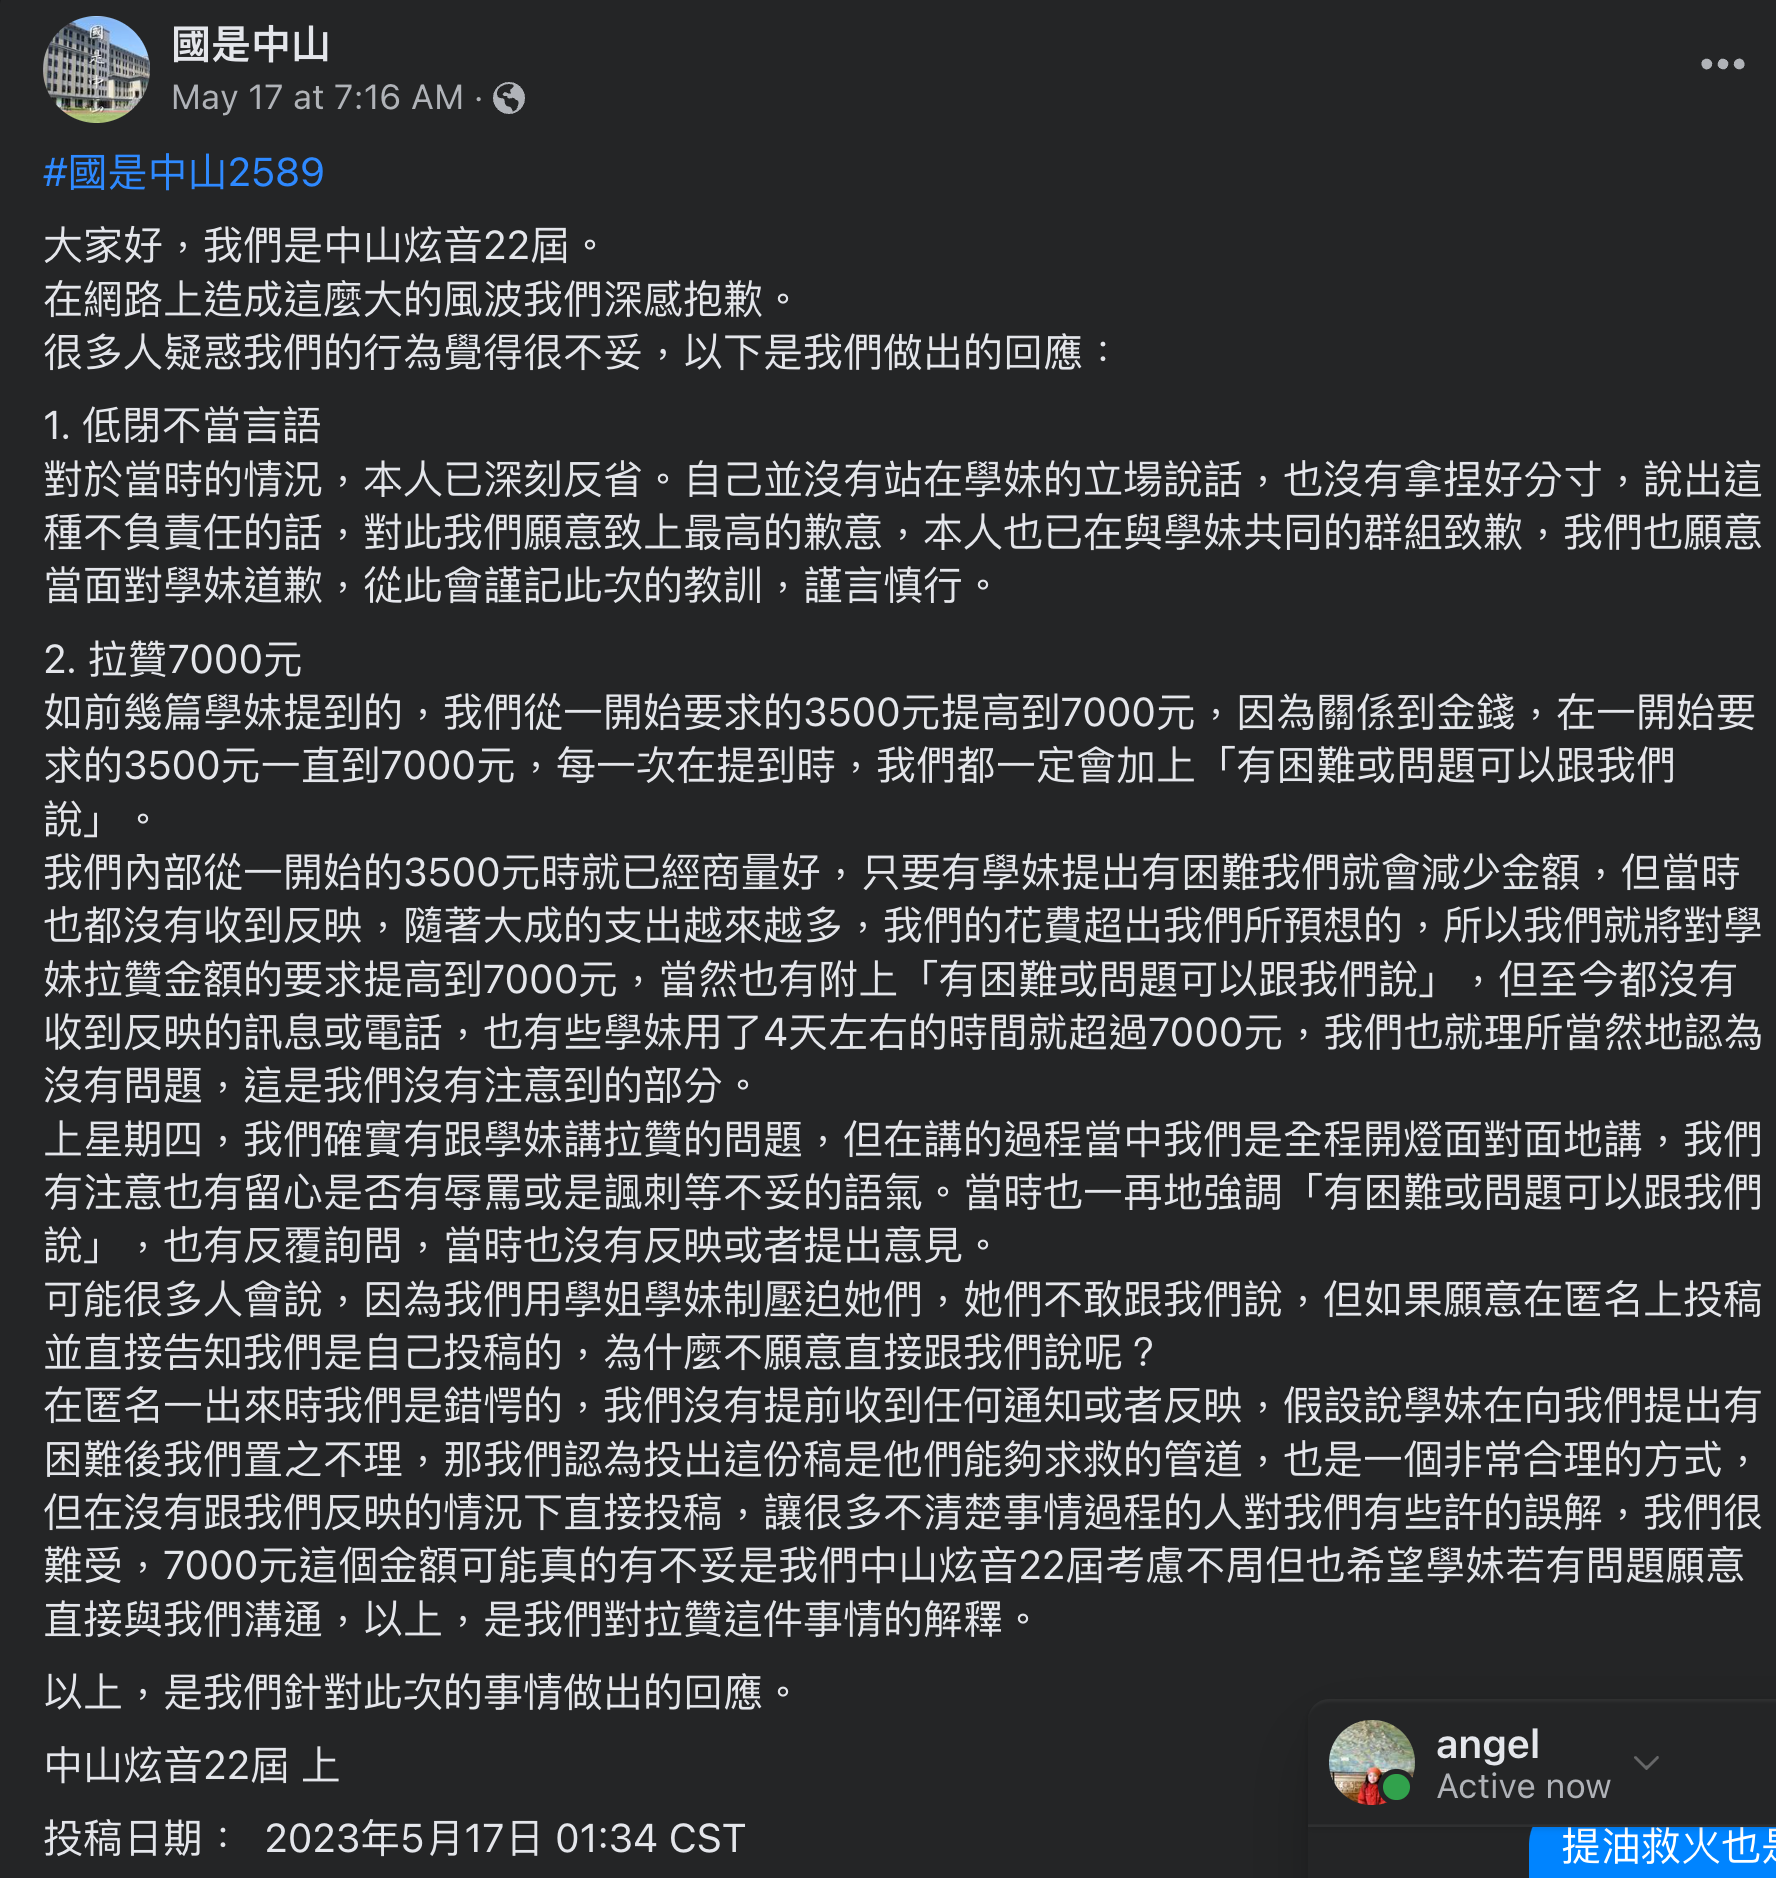 國是中山
May 17 at 7:16 AM ·
#國是中山2589
大家好，我們是中山炫音22屆。
在網路上造成這麼大的風波我們深感抱歉。
很多人疑惑我們的行為覺得很不妥，以下是我們做出的回應：
1. 低閉不當言語
對於當時的情況，本人已深刻反省。自己並沒有站在學妹的立場說話，也沒有拿捏好分寸，說出這
種不負責任的話，對此我們願意致上最高的歉意，本人也已在與學妹共同的群組致歉，我們也願意
當面對學妹道歉，從此會謹記此次的教訓，謹言慎行。
2. 拉贊7000元
如前幾篇學妹提到的，我們從一開始要求的3500元提高到7000元，因為關係到金錢，在一開始要
求的3500元一直到7000元，每一次在提到時，我們都一定會加上「有困難或問題可以跟我們
說」。
我們內部從一開始的3500元時就已經商量好，只要有學妹提出有困難我們就會減少金額，但當時
也都沒有收到反映，隨著大成的支出越來越多，我們的花費超出我們所預想的，所以我們就將對學
妹拉贊金額的要求提高到7000元，當然也有附上「有困難或問題可以跟我們說」，但至今都沒有
收到反映的訊息或電話，也有些學妹用了4天左右的時間就超過7000元，我們也就理所當然地認為
沒有問題，這是我們沒有注意到的部分。
上星期四，我們確實有跟學妹講拉贊的問題，但在講的過程當中我們是全程開燈面對面地講，我們
有注意也有留心是否有辱罵或是諷刺等不妥的語氣。當時也一再地強調「有困難或問題可以跟我們
說」，也有反覆詢問，當時也沒有反映或者提出意見。
可能很多人會說，因為我們用學姐學妹制壓迫她們，她們不敢跟我們說，但如果願意在匿名上投稿
並直接告知我們是自己投稿的，為什麼不願意直接跟我們說呢？
在匿名一出來時我們是錯愕的，我們沒有提前收到任何通知或者反映，假設說學妹在向我們提出有
困難後我們置之不理，那我們認為投出這份稿是他們能夠求救的管道，也是一個非常合理的方式，
但在沒有跟我們反映的情況下直接投稿，讓很多不清楚事情過程的人對我們有些許的誤解，我們很
難受，7000元這個金額可能真的有不妥是我們中山炫音22屆考慮不周但也希望學妹若有問題願意
直接與我們溝通，以上，是我們對拉贊這件事情的解釋。
以上，是我們針對此次的事情做出的回應。
中山炫音22屆 上
投稿日期： 2023年5月17日 01:34 CST
angel
Active now
提油救火也是